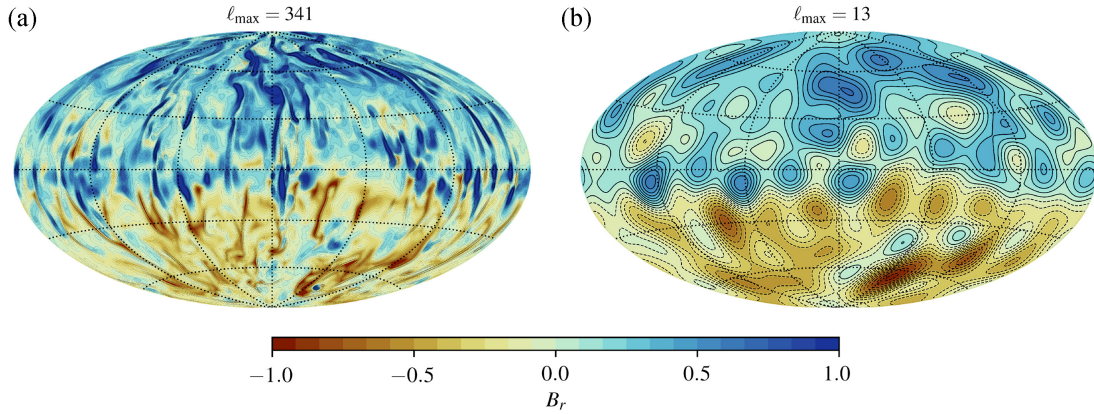 (a)
ℓmax = 341
(b)
ℓmax = 13
−1.0 −0.5 0.0 0.5 1.0
Br